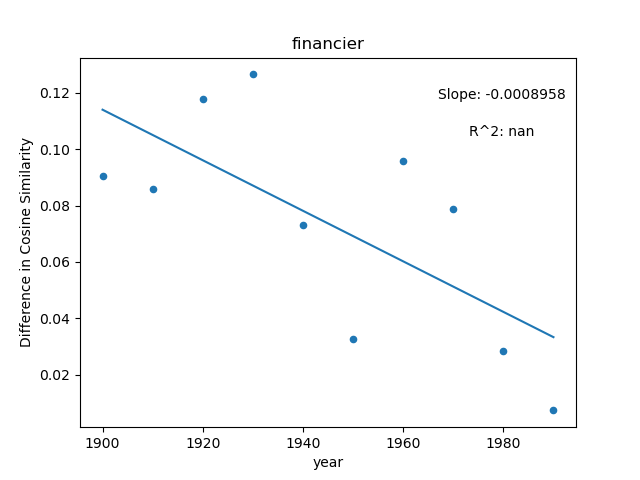 financier
Slope: -0.0008958
R^2: nan
Difference in Cosine Similarity
0.12
0.10
0.08
0.06
0.04
0.02
1900 1920 1940 1960 1980
year